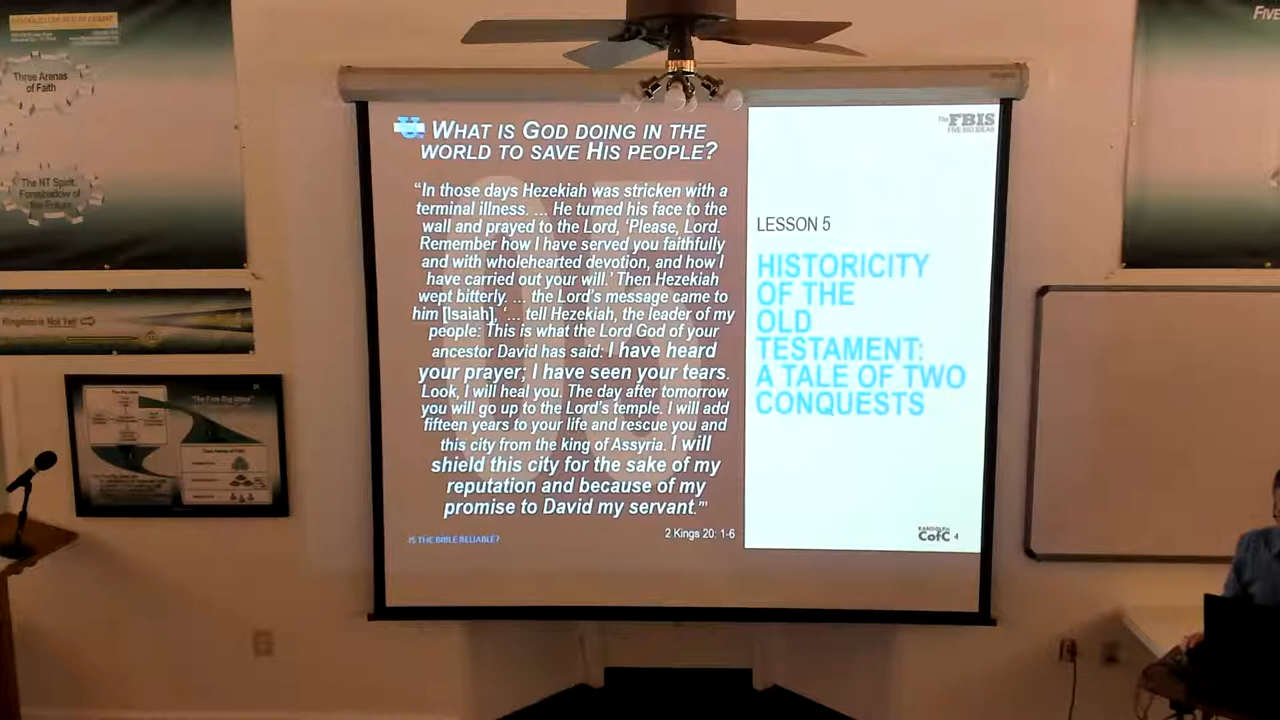 RANDOLPH CHURCH OF CHRIST
Three Arenas
of Faith
The NT Spirit:
Foreshadow of
the Future
Kingdom is Not Yet
"The Five Big Ideas"
WHAT IS GOD DOING IN THE
WORLD TO SAVE HIS PEOPLE?
"In those days Hezekiah was stricken with a
terminal illness. ... He turned his face to the
wall and prayed to the Lord, 'Please, Lord.
Remember how I have served you faithfully
and with wholehearted devotion, and how I
have carried out your will.' Then Hezekiah
wept bitterly. ... the Lord's message came to
him [Isaiah], '... tell Hezekiah, the leader of my
people: This is what the Lord God of your
ancestor David has said: I have heard
your prayer; I have seen your tears.
Look, I will heal you. The day after tomorrow
you will go up to the Lord's temple. I will add
fifteen years to your life and rescue you and
this city from the king of Assyria. I will
shield this city for the sake of my
reputation and because of my
promise to David my servant.'"
2 Kings 20: 1-6
IS THE BIBLE RELIABLE?
The FBIS
FIVE BIG IDEAS
LESSON 5
HISTORICITY
OF THE
OLD
TESTAMENT:
A TALE OF TWO
CONQUESTS
RANDOLPH
CofC 4
FIVE